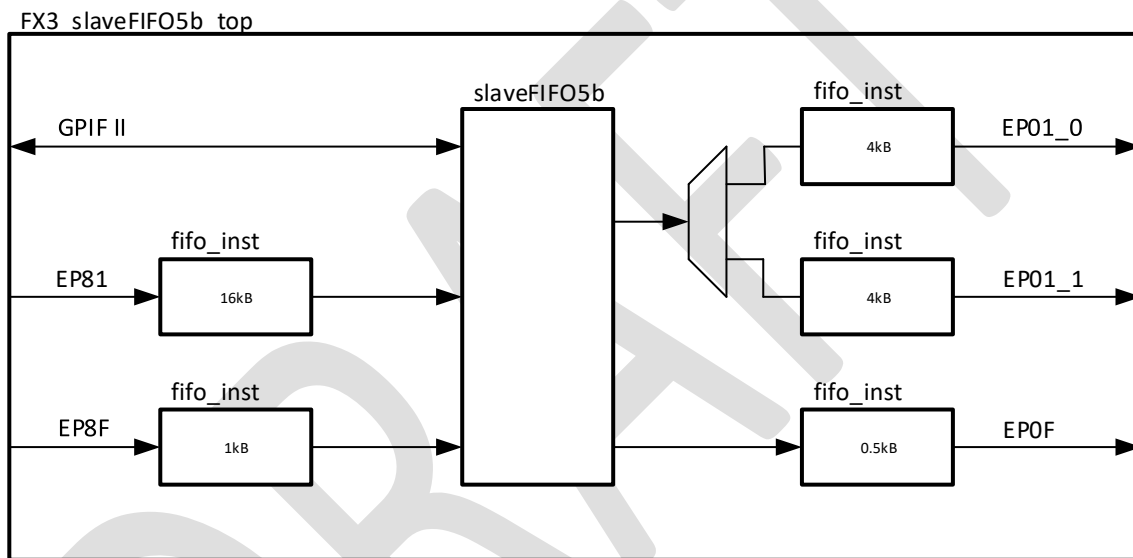 FX3_slaveFIFO5b_top
slaveFIFO5b
fifo_inst
GPIF II
4kB
EP01_0
fifo_inst
fifo_inst
EP81
16kB
4kB
EP01_1
fifo_inst
fifo_inst
EP8F
1kB
0.5kB
EP0F
DRAFT